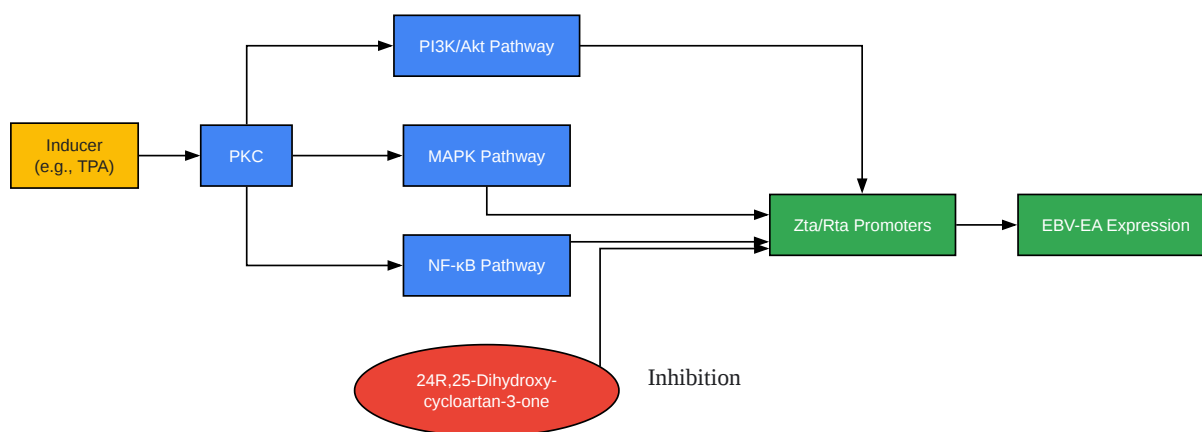 PI3K/Akt Pathway
Inducer
(e.g., TPA)
PKC
MAPK Pathway
Zta/Rta Promoters
EBV-EA Expression
NF-κB Pathway
24R,25-Dihydroxy-
cycloartan-3-one
Inhibition